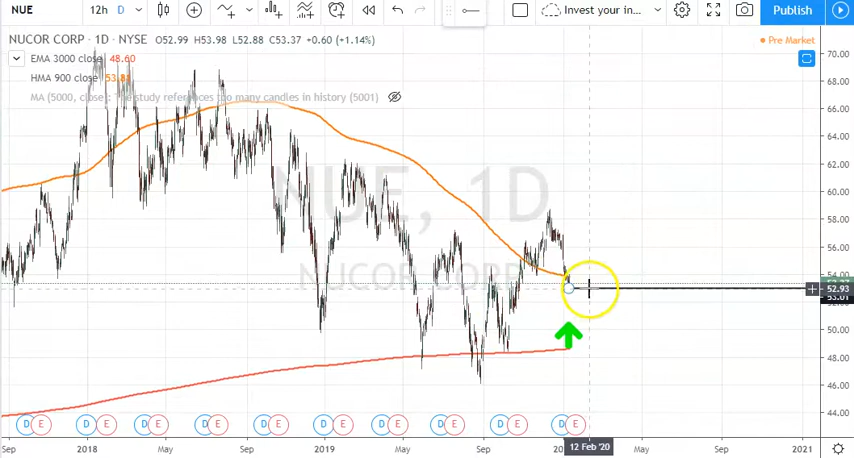 NUE 12h D Invest your in... Publish
NUCOR CORP • 1D • NYSE O52.99 H53.98 L52.88 C53.37 +0.60 (+1.14%)
Pre Market
EMA 3000 close 48.60
HMA 900 close
MA (5000, close): The study references too many candles in history (5001)
NUE, 1D
NUCOR CORP
70.00
68.00
66.00
64.00
62.00
60.00
58.00
56.00
54.00
52.93
50.00
48.00
46.00
44.00
D E D E D E D E D E D E D E D E D E D E
Sep 2018 May Sep 2019 May Sep 12 Feb '20 May Sep 2021